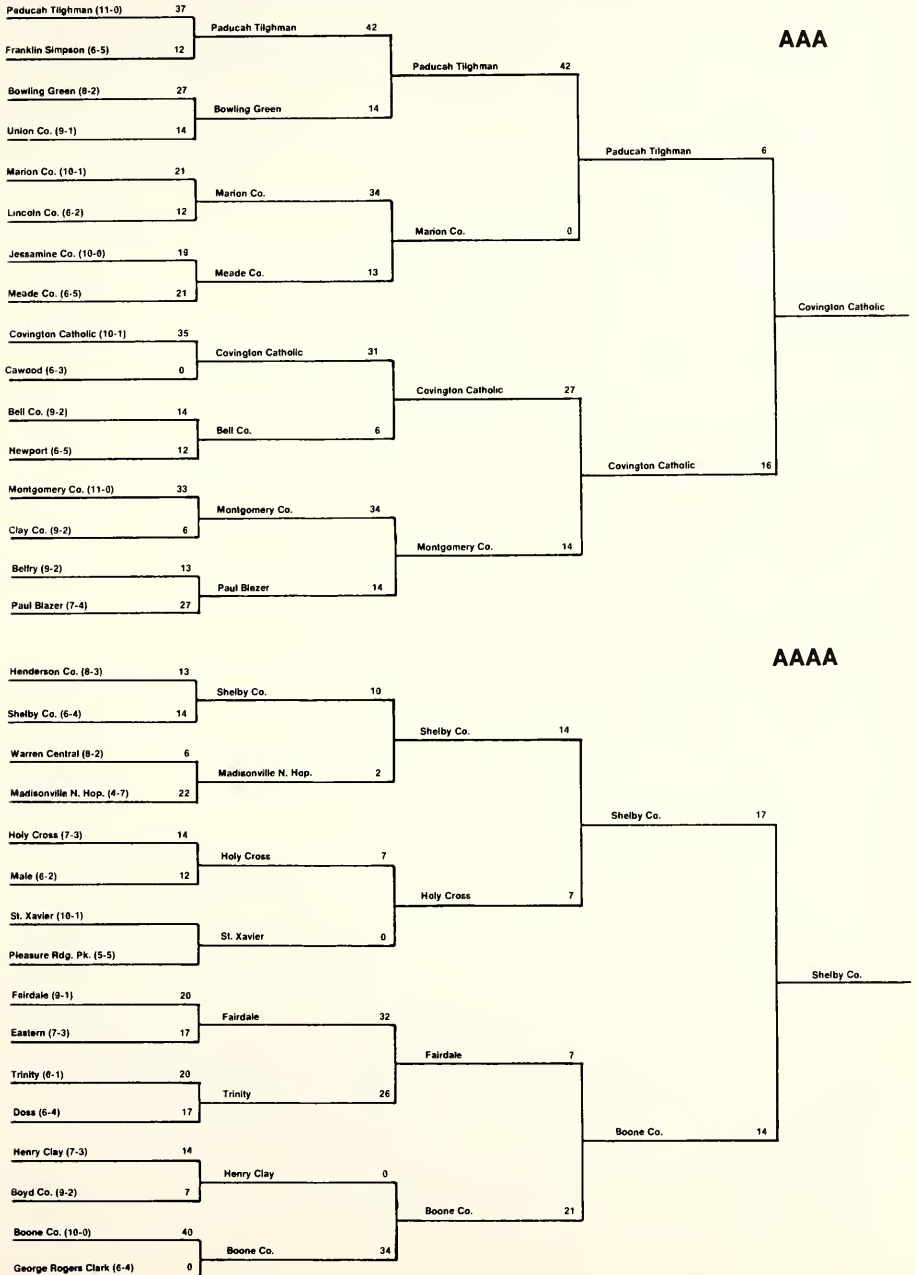 AAA
Paducah Tilghman (11-0) 37
Franklin Simpson (6-5) 12
Bowling Green (8-2) 27
Union Co. (9-1) 14
Marion Co. (10-1) 21
Lincoln Co. (6-2) 12
Jessamine Co. (10-0) 19
Meade Co. (6-5) 21
Covington Catholic (10-1) 35
Cawood (6-3) 0
Bell Co. (9-2) 14
Newport (6-5) 12
Montgomery Co. (11-0) 33
Clay Co. (9-2) 6
Belfry (9-2) 13
Paul Blazer (7-4) 27
Paducah Tilghman 42
Bowling Green 14
Marion Co. 34
Meade Co. 13
Covington Catholic 31
Bell Co. 6
Montgomery Co. 34
Paul Blazer 14
Paducah Tilghman 42
Marion Co. 0
Covington Catholic 27
Montgomery Co. 14
Paducah Tilghman 6
Covington Catholic 16
Covington Catholic
AAAA
Henderson Co. (8-3) 13
Shelby Co. (6-4) 14
Warren Central (8-2) 6
Madisonville N. Hop. (4-7) 22
Holy Cross (7-3) 14
Male (6-2) 12
St. Xavier (10-1)
Pleasure Rdg. Pk. (5-5)
Fairdale (9-1) 20
Eastern (7-3) 17
Trinity (6-1) 20
Doss (6-4) 17
Henry Clay (7-3) 14
Boyd Co. (9-2) 7
Boone Co. (10-0) 40
George Rogers Clark (6-4) 0
Shelby Co. 10
Madisonville N. Hop. 2
Holy Cross 7
St. Xavier 0
Fairdale 32
Trinity 26
Henry Clay 0
Boone Co. 34
Shelby Co. 14
Holy Cross 7
Fairdale 7
Boone Co. 21
Shelby Co. 17
Boone Co. 14
Shelby Co.